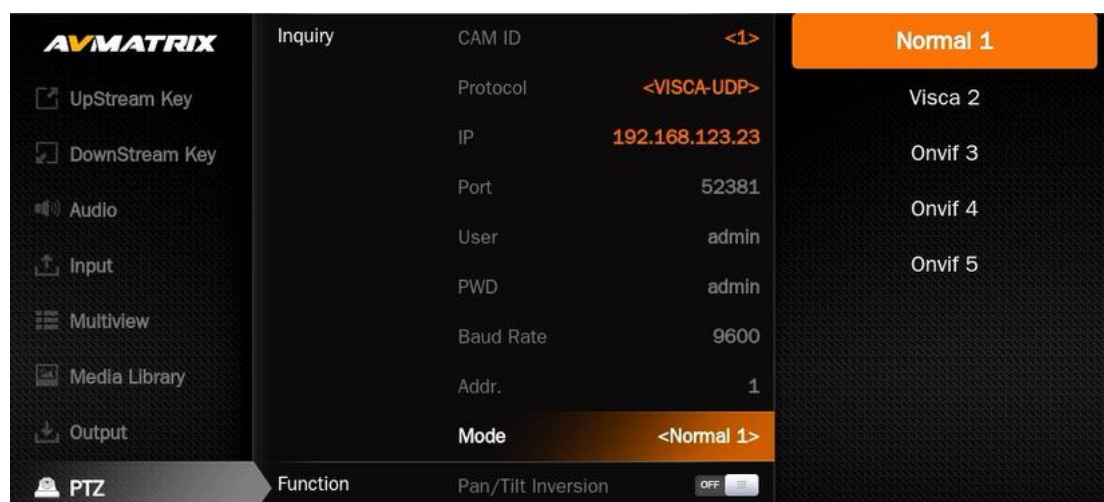 AVMATRIX
UpStream Key
DownStream Key
Audio
Input
Multiview
Media Library
Output
PTZ
Inquiry
CAM ID <1>
Protocol <VISCA-UDP>
IP 192.168.123.23
Port 52381
User admin
PWD admin
Baud Rate 9600
Addr. 1
Mode <Normal 1>
Function
Pan/Tilt Inversion OFF
Normal 1
Visca 2
Onvif 3
Onvif 4
Onvif 5